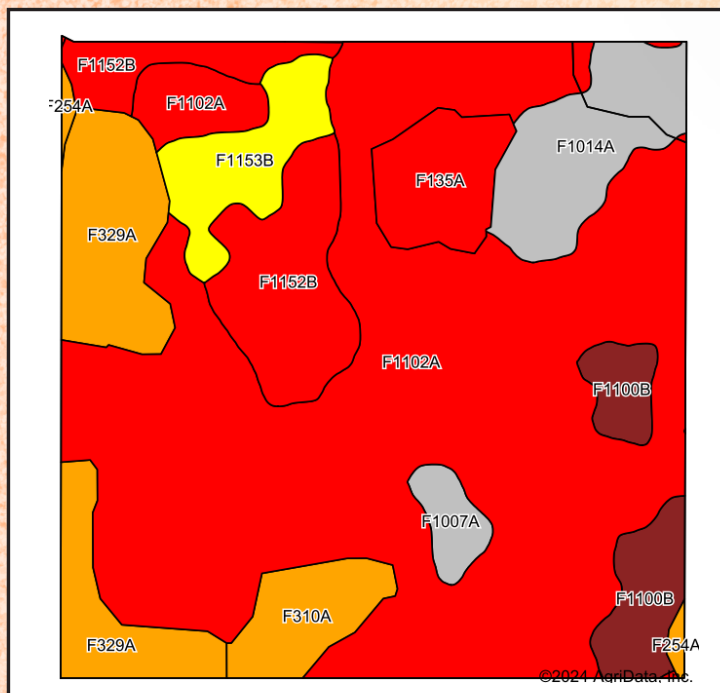 F1152B
F1102A
F254A
F1153B
F1014A
F135A
F329A
F1152B
F1102A
F1100B
F1007A
F1100B
F310A
F329A
F254A
©2024 AgriData, Inc.